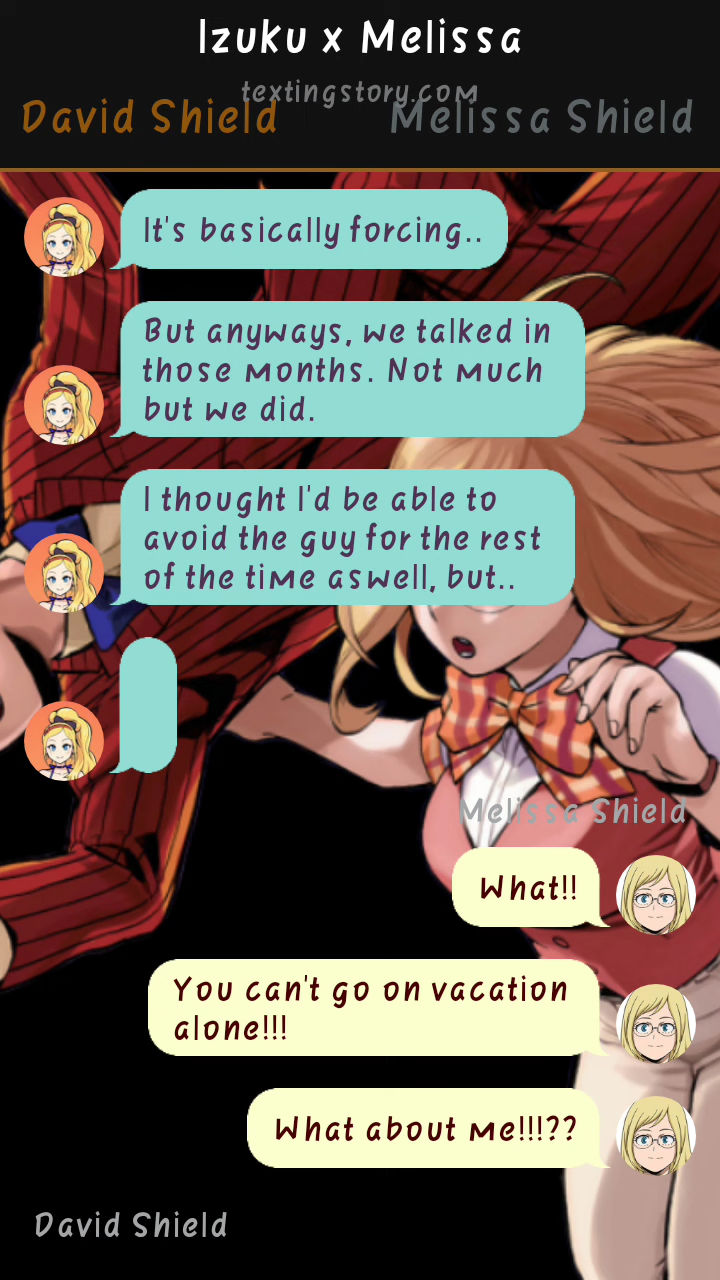 Izuku x Melissa
textingstory.com
David Shield
Melissa Shield
It's basically forcing..
But anyways, we talked in
those months. Not much
but we did.
I thought I'd be able to
avoid the guy for the rest
of the time aswell, but..
Melissa Shield
What!!
You can't go on vacation
alone!!!
What about me!!!??
David Shield